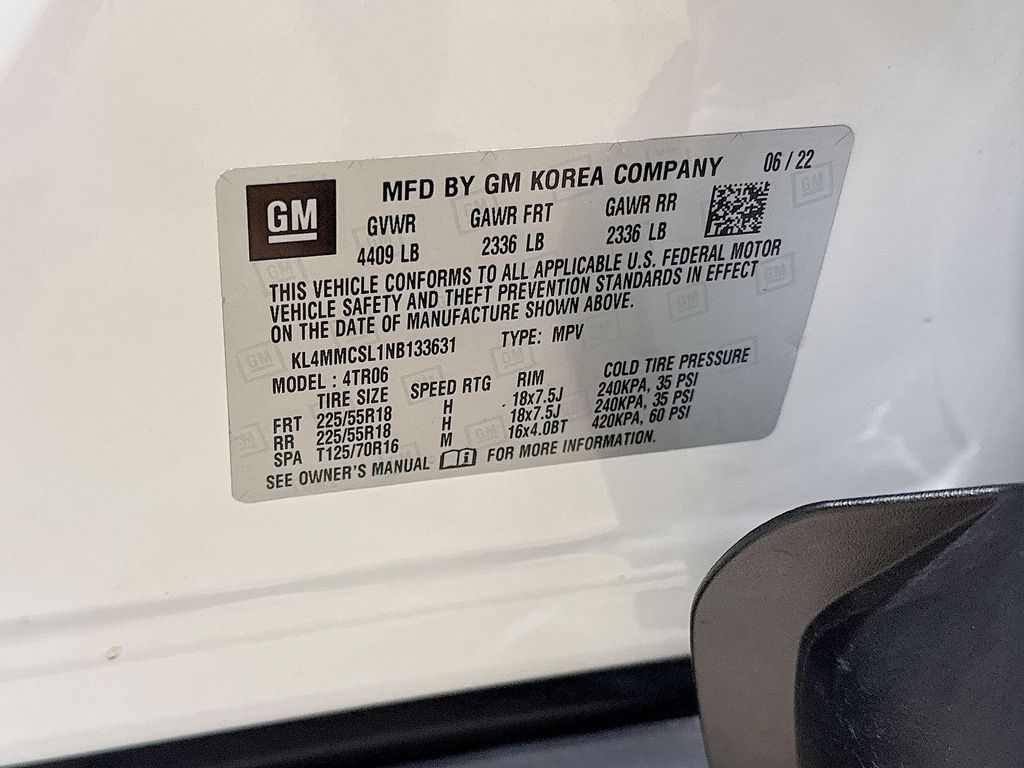 GM
MFD BY GM KOREA COMPANY 06 / 22
GVWR GAWR FRT GAWR RR
4409 LB 2336 LB 2336 LB
THIS VEHICLE CONFORMS TO ALL APPLICABLE U.S. FEDERAL MOTOR
VEHICLE SAFETY AND THEFT PREVENTION STANDARDS IN EFFECT
ON THE DATE OF MANUFACTURE SHOWN ABOVE.
KL4MMCSL1NB133631 TYPE: MPV
MODEL : 4TR06
TIRE SIZE SPEED RTG RIM COLD TIRE PRESSURE
FRT 225/55R18 H 18x7.5J 240KPA, 35 PSI
RR 225/55R18 H 18x7.5J 240KPA, 35 PSI
SPA T125/70R16 M 16x4.0BT 420KPA, 60 PSI
SEE OWNER'S MANUAL FOR MORE INFORMATION.